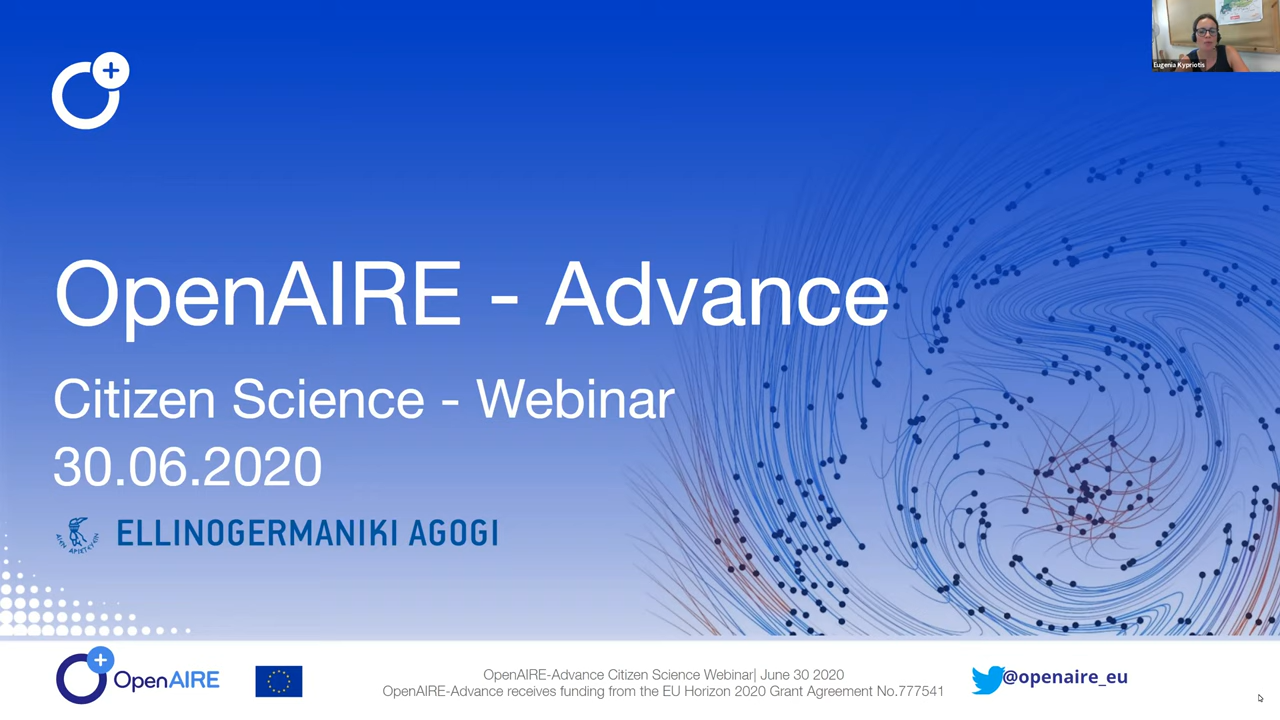 Eugenia Kypriotis
OpenAIRE - Advance
Citizen Science - Webinar
30.06.2020
ELLINOGERMANIKI AGOGI
OpenAIRE
OpenAIRE-Advance Citizen Science Webinar| June 30 2020
OpenAIRE-Advance receives funding from the EU Horizon 2020 Grant Agreement No.777541
@openaire_eu